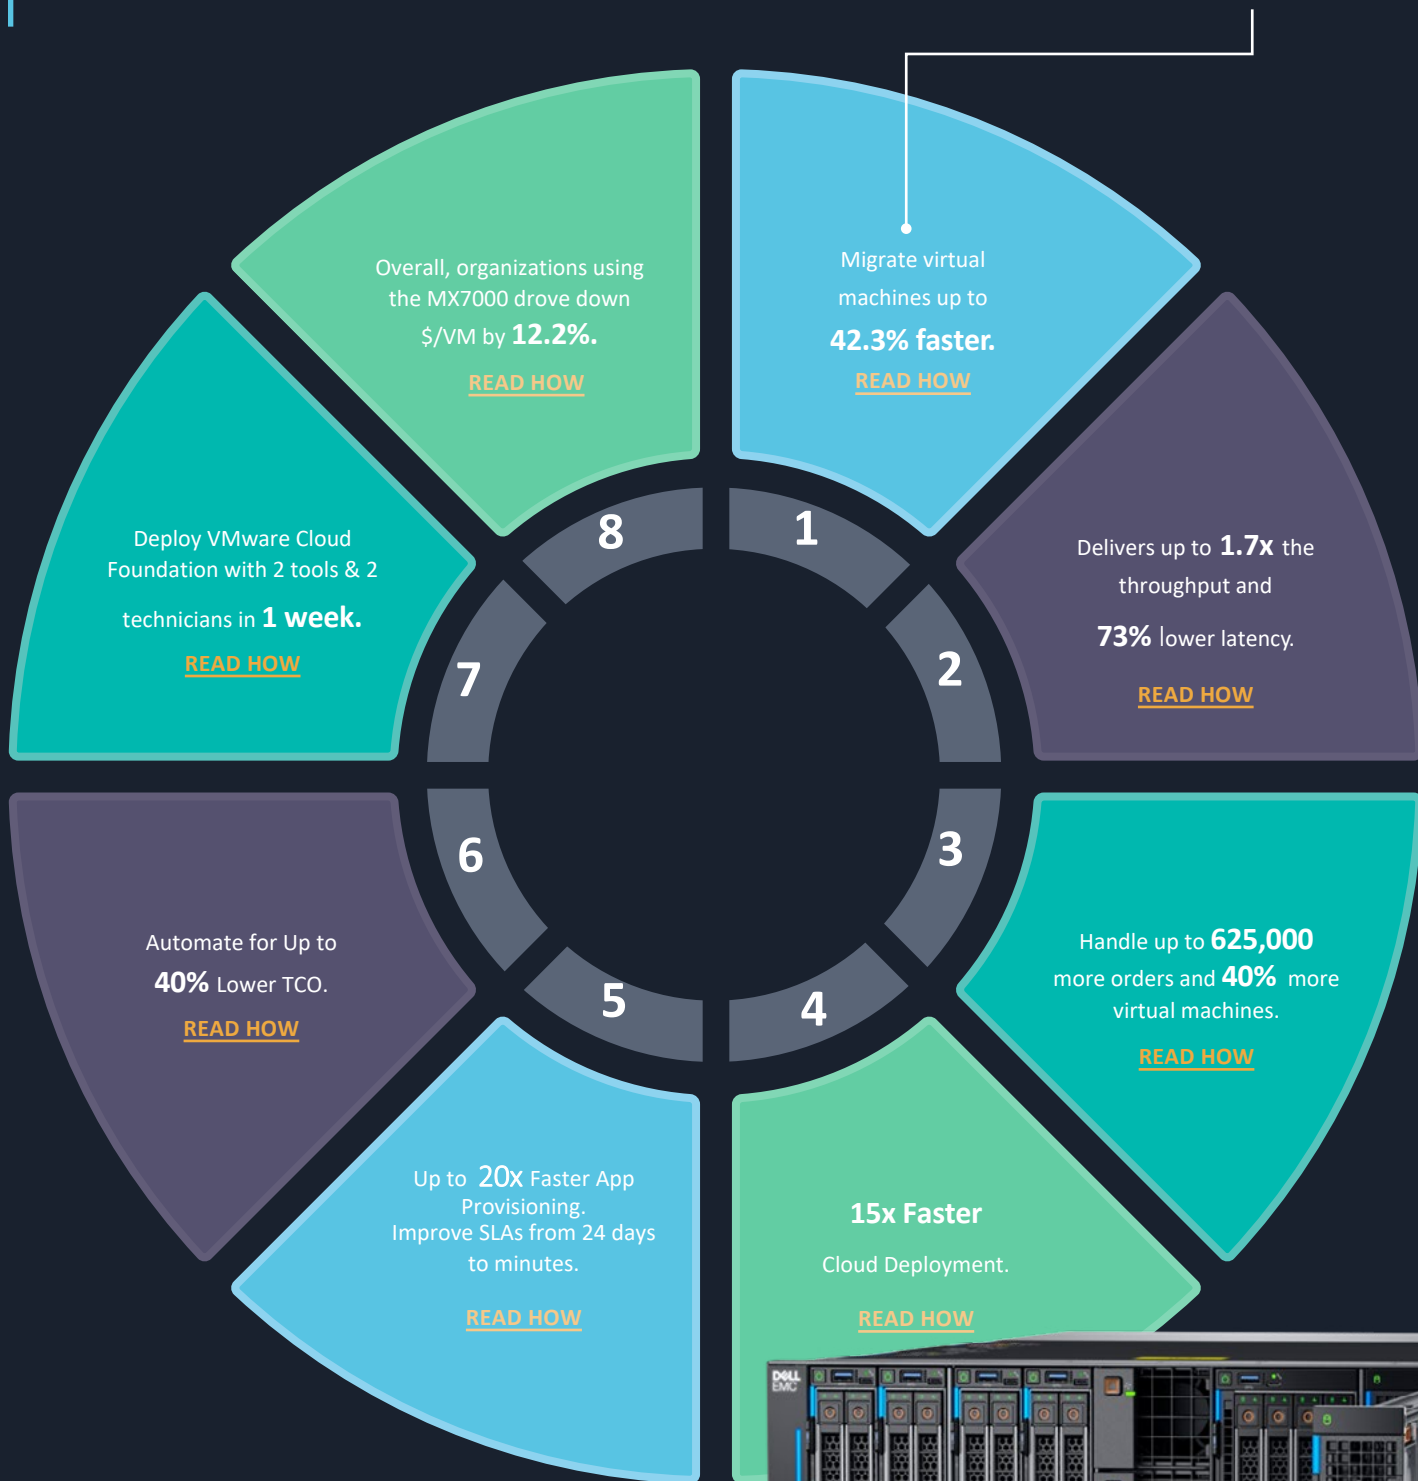 Migrate virtual
machines up to
42.3% faster.
READ HOW
1
Delivers up to 1.7x the
throughput and
73% lower latency.
READ HOW
2
Handle up to 625,000
more orders and 40% more
virtual machines.
READ HOW
3
15x Faster
Cloud Deployment.
READ HOW
4
Up to 20x Faster App
Provisioning.
Improve SLAs from 24 days
to minutes.
READ HOW
5
Automate for Up to
40% Lower TCO.
READ HOW
6
Deploy VMware Cloud
Foundation with 2 tools & 2
technicians in 1 week.
READ HOW
7
Overall, organizations using
the MX7000 drove down
$/VM by 12.2%.
READ HOW
8
DELL
EMC